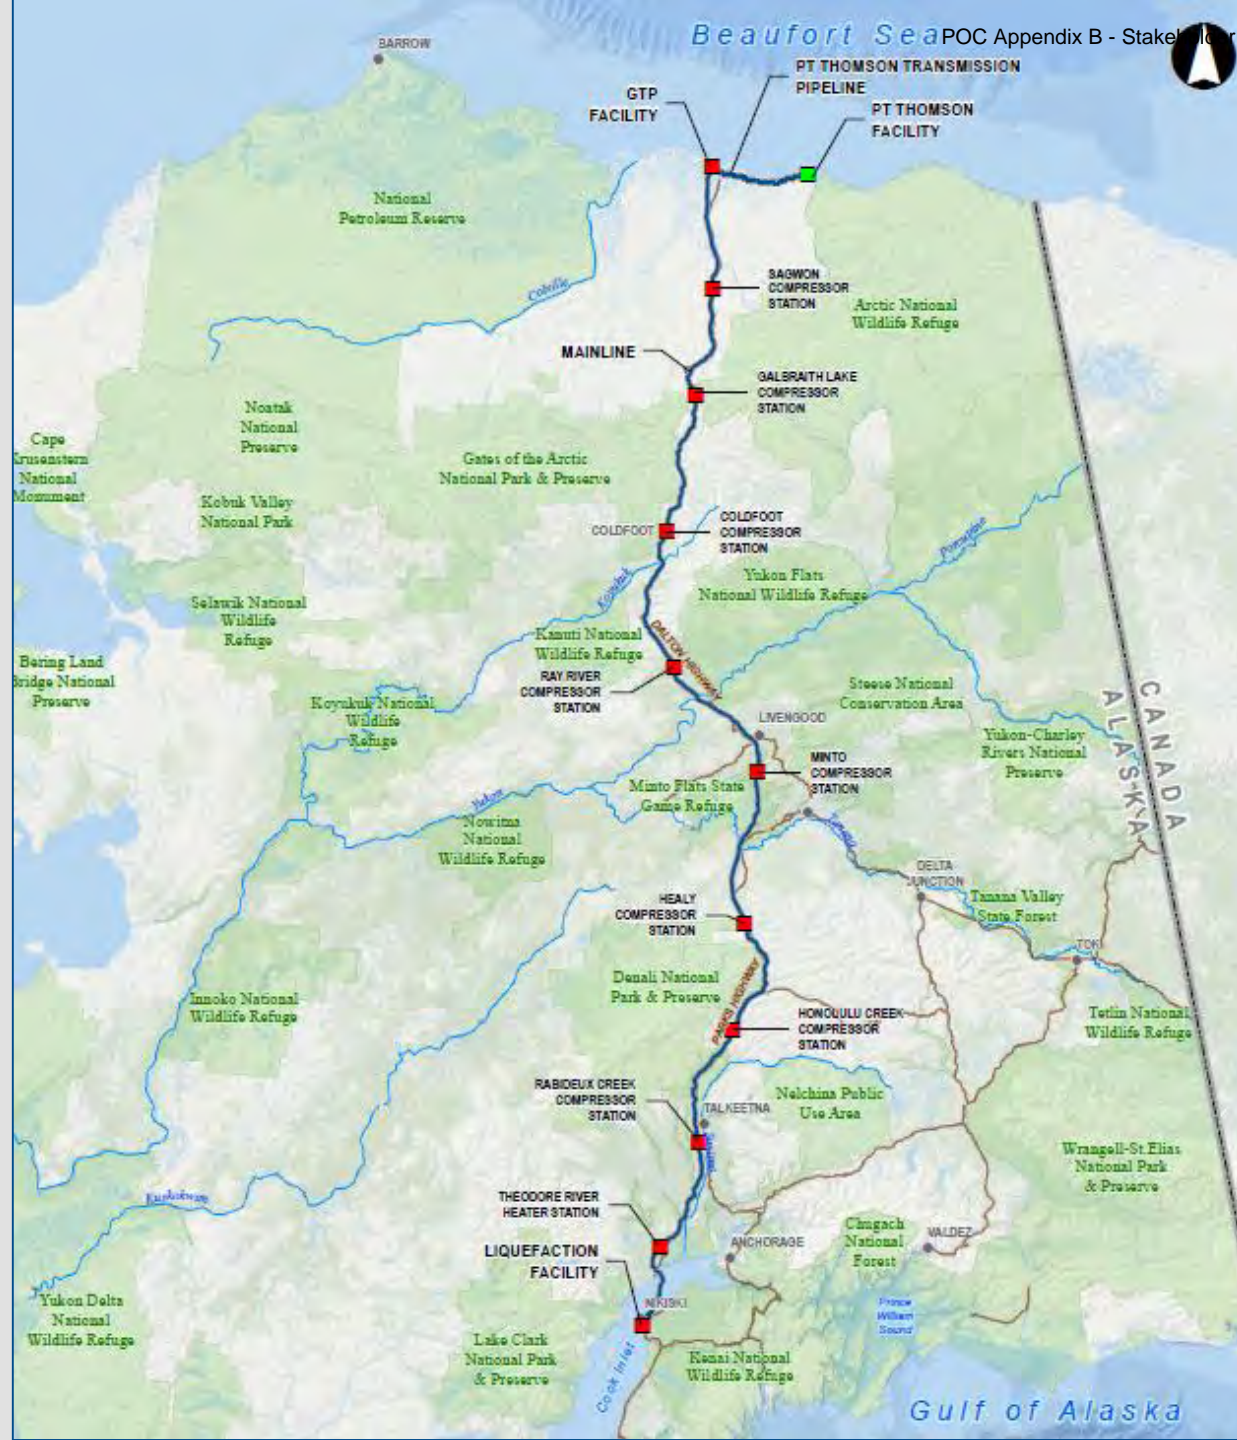 Beaufort Sea
POC Appendix B - Stakeholder
BARROW
PT THOMSON TRANSMISSION
PIPELINE
GTP
FACILITY
PT THOMSON
FACILITY
National
Petroleum Reserve
SAGWON
COMPRESSOR
STATION
Colville
Arctic National
Wildlife Refuge
MAINLINE
GALBRAITH LAKE
COMPRESSOR
STATION
Noatak
National
Preserve
Cape
Krusenstern
National
Monument
Gates of the Arctic
National Park & Preserve
Kobuk Valley
National Park
COLDFOOT
COLDFOOT
COMPRESSOR
STATION
Porcupine
Koyukuk
Yukon Flats
National Wildlife Refuge
Selawik National
Wildlife
Refuge
Kanuti National
Wildlife Refuge
DALTON HIGHWAY
Bering Land
Bridge National
Preserve
RAY RIVER
COMPRESSOR
STATION
Steese National
Conservation Area
CANADA
ALASKA
Koyukuk National
Wildlife
Refuge
LIVENGOOD
Yukon-Charley
Rivers National
Preserve
MINTO
COMPRESSOR
STATION
Minto Flats State
Game Refuge
Yukon
Nowitna
National
Wildlife Refuge
Tanana
DELTA
JUNCTION
Tanana Valley
State Forest
HEALY
COMPRESSOR
STATION
TOK
Denali National
Park & Preserve
PARKS HIGHWAY
Innoko National
Wildlife Refuge
HONOLULU CREEK
COMPRESSOR
STATION
Tetlin National
Wildlife Refuge
RABIDEUX CREEK
COMPRESSOR
STATION
Nelchina Public
Use Area
TALKEETNA
Wrangell-St.Elias
National Park
& Preserve
Kuskokwim
THEODORE RIVER
HEATER STATION
Chugach
National
Forest
VALDEZ
ANCHORAGE
LIQUEFACTION
FACILITY
NIKISKI
Yukon Delta
National
Wildlife Refuge
Prince
William
Sound
Lake Clark
National Park
& Preserve
Cook Inlet
Kenai National
Wildlife Refuge
Gulf of Alaska